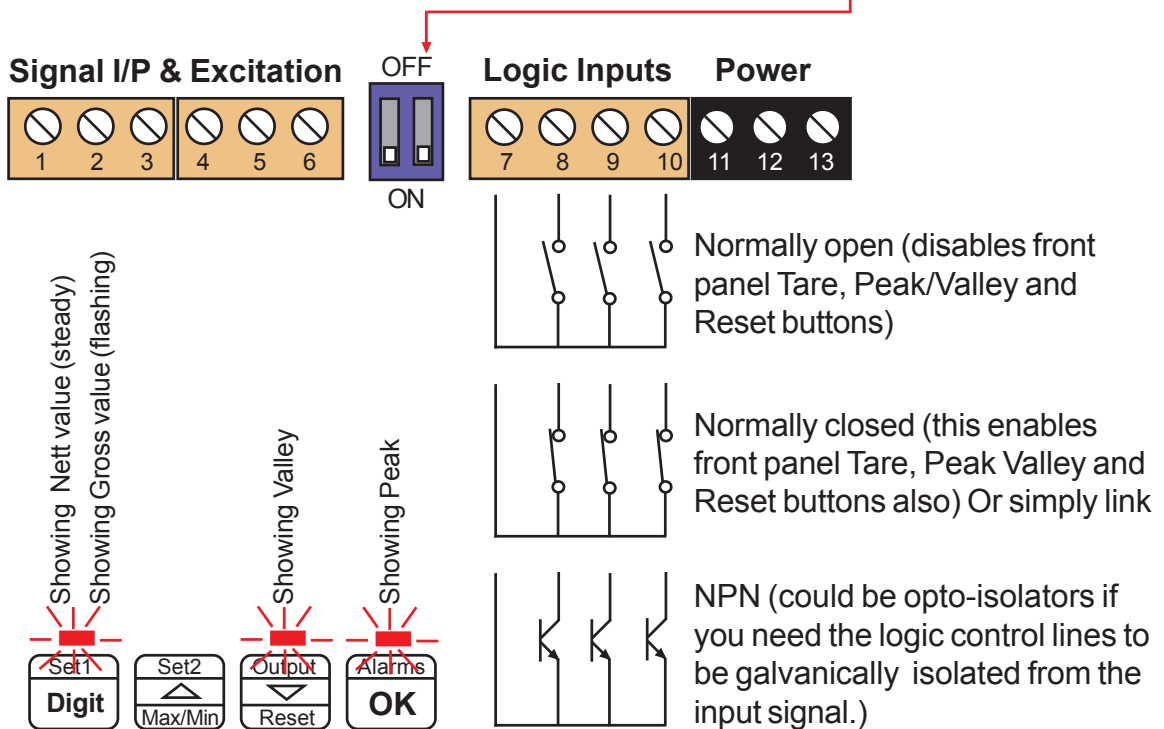 Signal I/P & Excitation
OFF
Logic Inputs
Power
1 2 3 4 5 6
7 8 9 10 11 12 13
ON
Normally open (disables front
panel Tare, Peak/Valley and
Reset buttons)
Showing Nett value (steady)
Showing Gross value (flashing)
Showing Valley
Showing Peak
Normally closed (this enables
front panel Tare, Peak Valley and
Reset buttons also) Or simply link
NPN (could be opto-isolators if
you need the logic control lines to
be galvanically isolated from the
input signal.)
Set1
Digit
Set2
Max/Min
Output
Reset
Alarms
OK